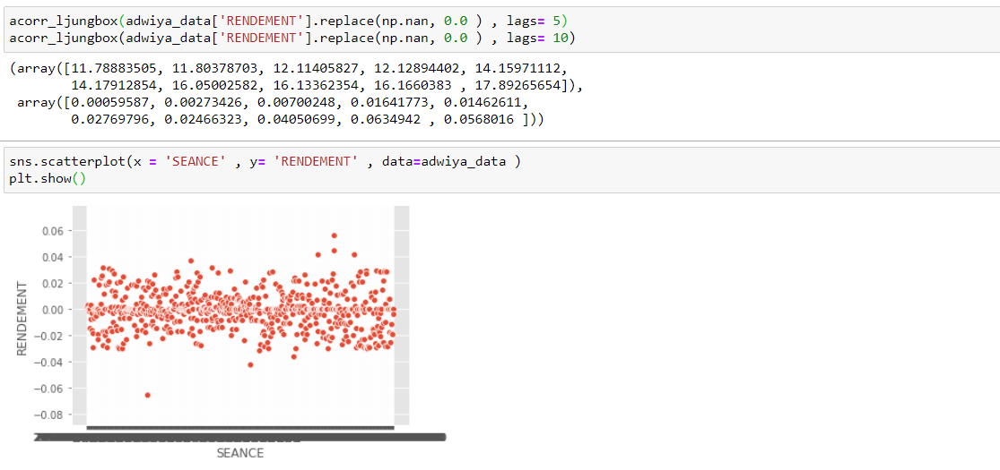 acorr_ljungbox(adwiya_data['RENDEMENT'].replace(np.nan, 0.0 ) , lags= 5)
acorr_ljungbox(adwiya_data['RENDEMENT'].replace(np.nan, 0.0 ) , lags= 10)
(array([11.78883505, 11.80378703, 12.11405827, 12.12894402, 14.15971112,
14.17912854, 16.05002582, 16.13362354, 16.1660383 , 17.89265654]),
array([0.00059587, 0.00273426, 0.00700248, 0.01641773, 0.01462611,
0.02769796, 0.02466323, 0.04050699, 0.0634942 , 0.0568016 ]))
sns.scatterplot(x = 'SEANCE' , y= 'RENDEMENT' , data=adwiya_data )
plt.show()
0.06
0.04
0.02
0.00
−0.02
−0.04
−0.06
−0.08
RENDEMENT
SEANCE